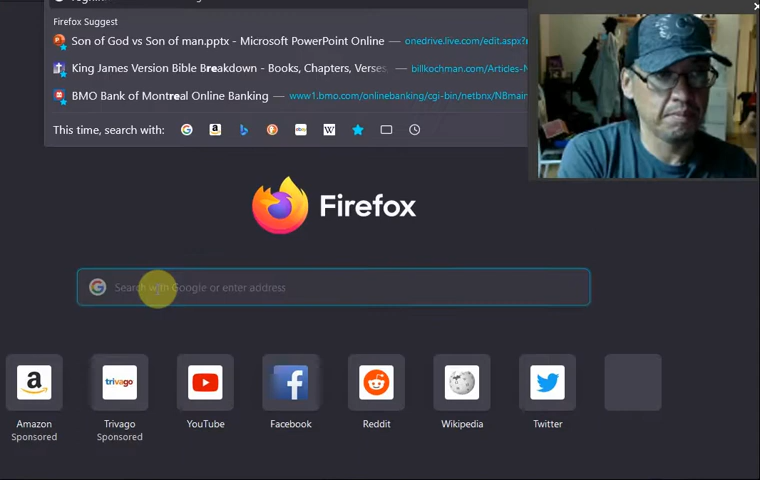 Firefox Suggest
Son of God vs Son of man.pptx - Microsoft PowerPoint Online — onedrive.live.com/edit.aspx?
King James Version Bible Breakdown - Books, Chapters, Verses — billkochman.com/Articles-N
BMO Bank of Montreal Online Banking — www1.bmo.com/onlinebanking/cgi-bin/netbnx/NBmain
This time, search with:
Firefox
Search with Google or enter address
Amazon
Sponsored
Trivago
Sponsored
YouTube
Facebook
Reddit
Wikipedia
Twitter